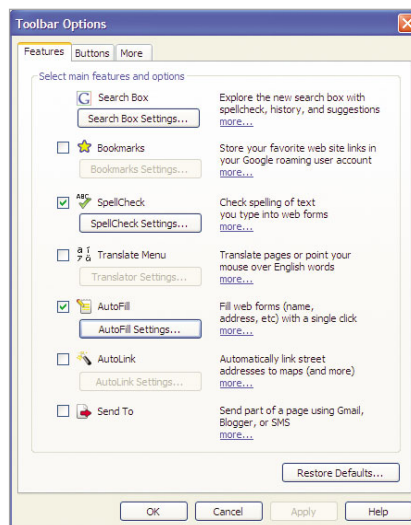 Toolbar Options
Features Buttons More
Select main features and options
G Search Box
Explore the new search box with
spellcheck, history, and suggestions
Search Box Settings...
more...
Bookmarks
Store your favorite web site links in
your Google roaming user account
Bookmarks Settings...
more...
ABC SpellCheck
Check spelling of text
you type into web forms
SpellCheck Settings...
more...
Translate Menu
Translate pages or point your
mouse over English words
Translator Settings...
more...
AutoFill
Fill web forms (name,
address, etc) with a single click
AutoFill Settings...
more...
AutoLink
Automatically link street
addresses to maps (and more)
AutoLink Settings...
more...
Send To
Send part of a page using Gmail,
Blogger, or SMS
more...
Restore Defaults...
OK Cancel Apply Help